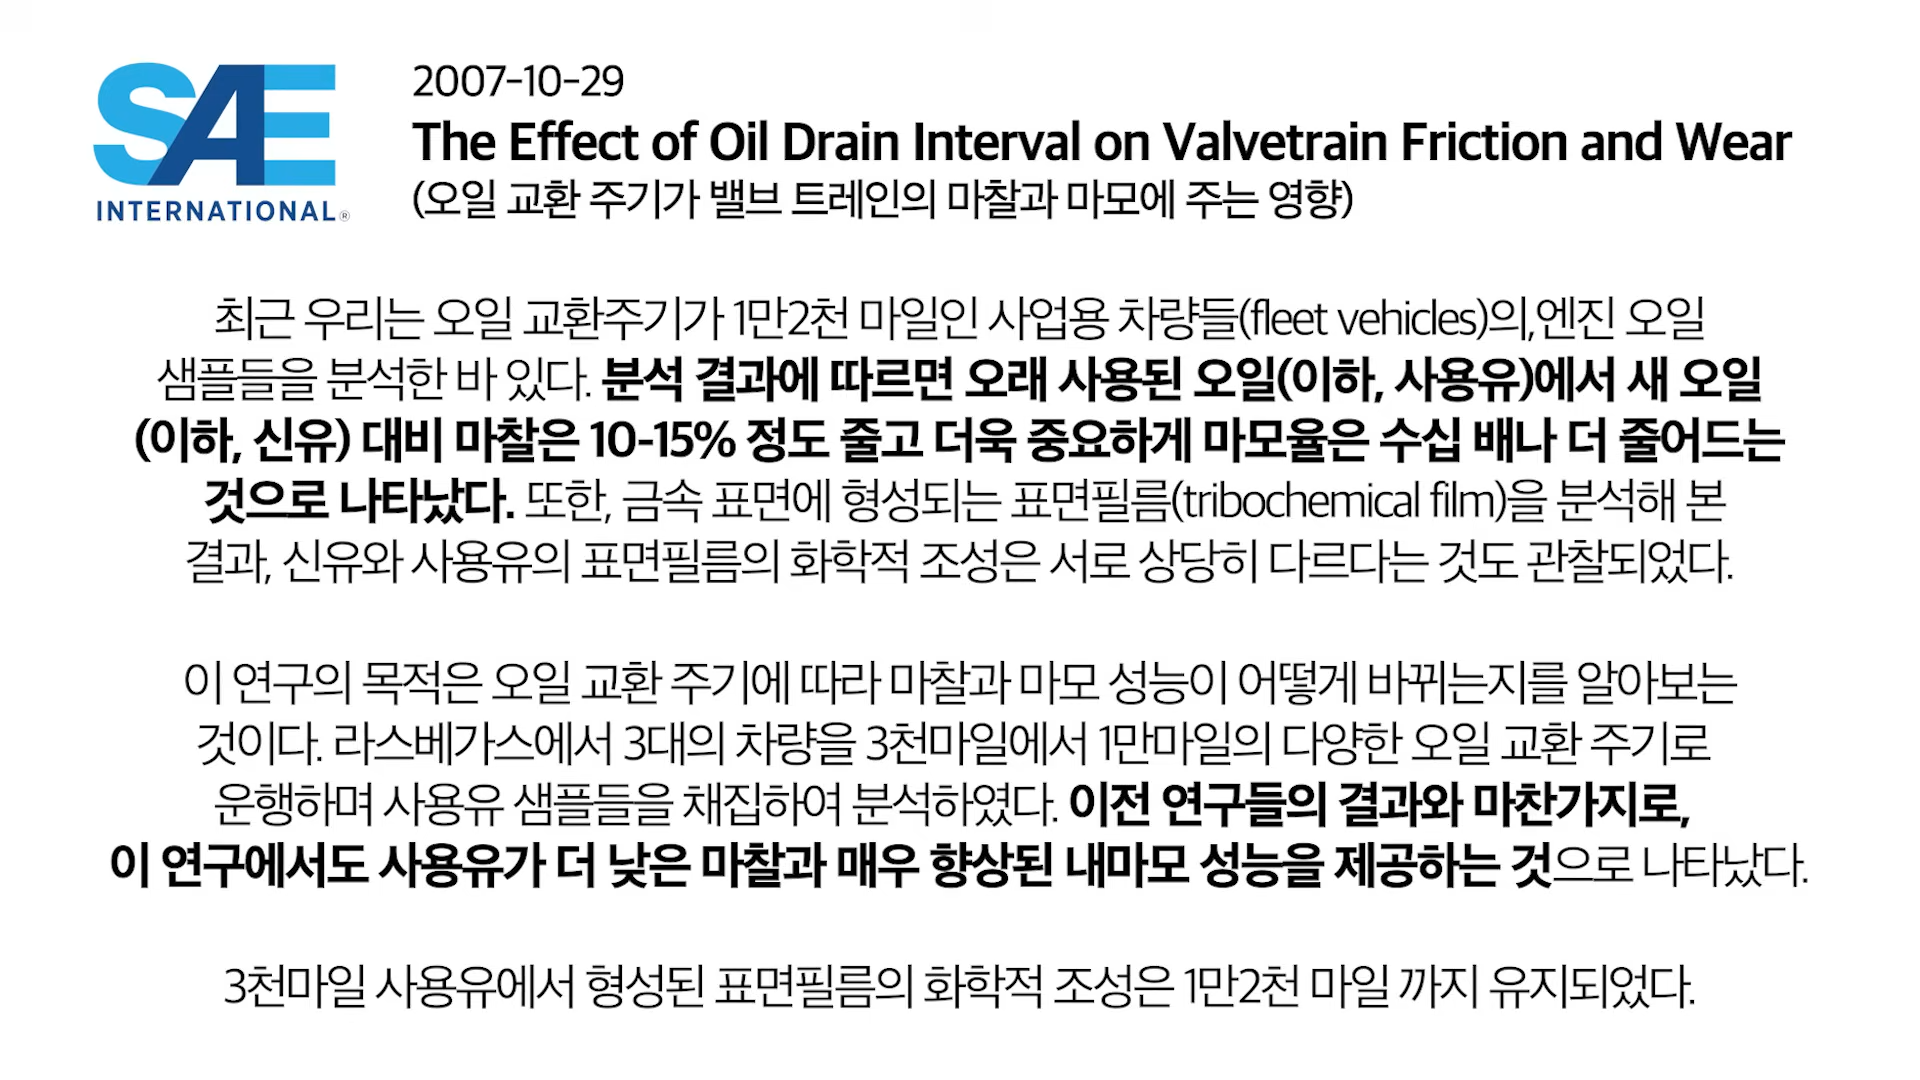 SAE
INTERNATIONAL®
2007-10-29
The Effect of Oil Drain Interval on Valvetrain Friction and Wear
(오일 교환 주기가 밸브 트레인의 마찰과 마모에 주는 영향)
최근 우리는 오일 교환주기가 1만2천 마일인 사업용 차량들(fleet vehicles)의,엔진 오일
샘플들을 분석한 바 있다. 분석 결과에 따르면 오래 사용된 오일(이하, 사용유)에서 새 오일
(이하, 신유) 대비 마찰은 10-15% 정도 줄고 더욱 중요하게 마모율은 수십 배나 더 줄어드는
것으로 나타났다. 또한, 금속 표면에 형성되는 표면필름(tribochemical film)을 분석해 본
결과, 신유와 사용유의 표면필름의 화학적 조성은 서로 상당히 다르다는 것도 관찰되었다.
이 연구의 목적은 오일 교환 주기에 따라 마찰과 마모 성능이 어떻게 바뀌는지를 알아보는
것이다. 라스베가스에서 3대의 차량을 3천마일에서 1만마일의 다양한 오일 교환 주기로
운행하며 사용유 샘플들을 채집하여 분석하였다. 이전 연구들의 결과와 마찬가지로,
이 연구에서도 사용유가 더 낮은 마찰과 매우 향상된 내마모 성능을 제공하는 것으로 나타났다.
3천마일 사용유에서 형성된 표면필름의 화학적 조성은 1만2천 마일 까지 유지되었다.